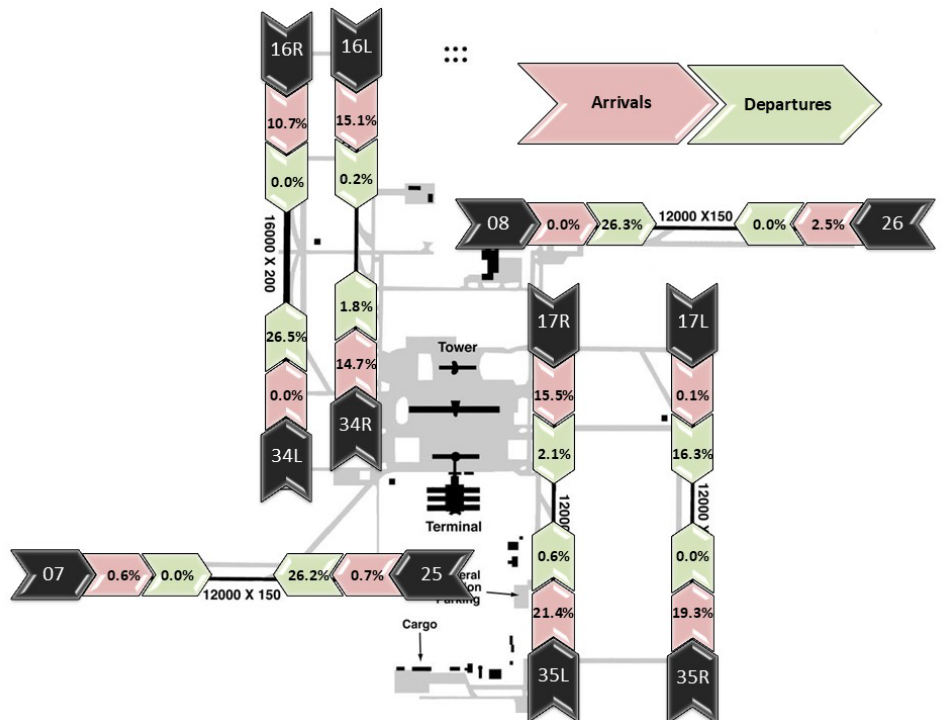 16R
16L
10.7%
15.1%
Arrivals
Departures
0.0%
0.2%
16000 X 200
08
0.0%
26.3%
12000 X150
0.0%
2.5%
26
1.8%
26.5%
14.7%
0.0%
34R
34L
17R
17L
Tower
15.5%
0.1%
2.1%
16.3%
12000
12000 X
Terminal
07
0.6%
0.0%
26.2%
0.7%
25
12000 X 150
Parking
0.6%
0.0%
21.4%
19.3%
Cargo
35L
35R